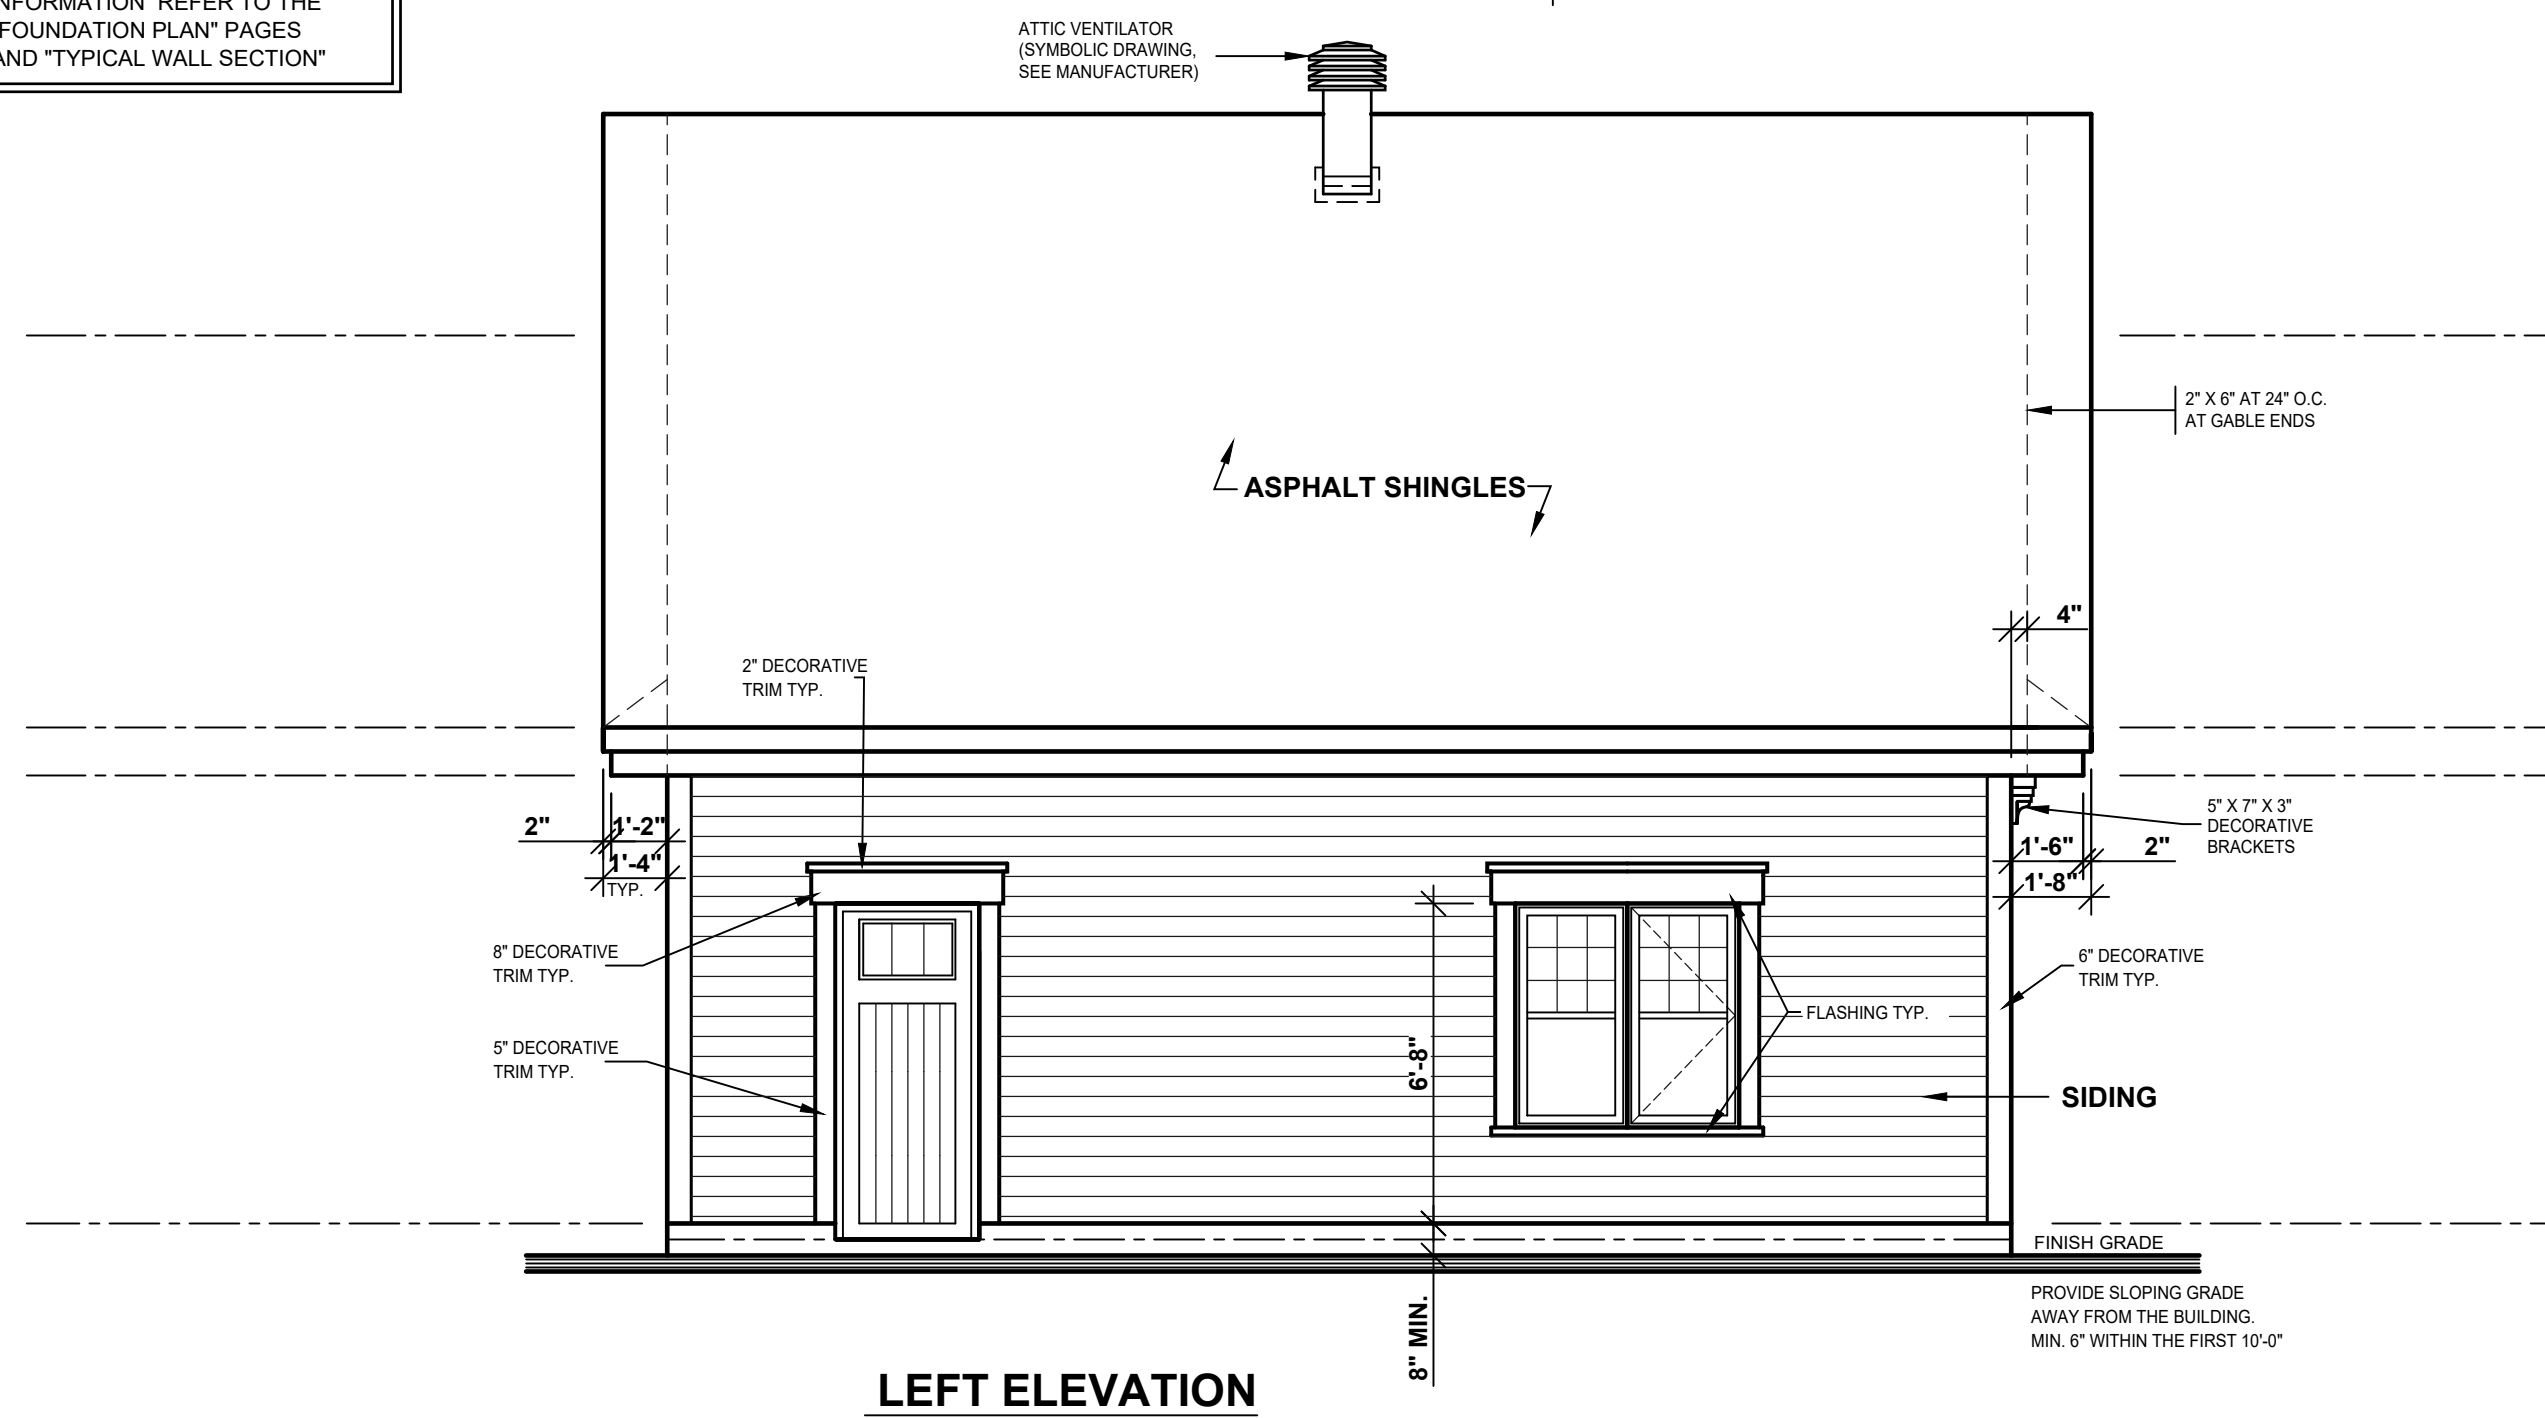 INFORMATION  REFER TO THE
"FOUNDATION PLAN" PAGES
AND "TYPICAL WALL SECTION"
ATTIC VENTILATOR
(SYMBOLIC DRAWING,
SEE MANUFACTURER)
2" X 6" AT 24" O.C.
AT GABLE ENDS
ASPHALT SHINGLES
4"
2" DECORATIVE
TRIM TYP.
2"
1'-2"
1'-4"
TYP.
5" X 7" X 3"
DECORATIVE
BRACKETS
1'-6"
2"
1'-8"
8" DECORATIVE
TRIM TYP.
6" DECORATIVE
TRIM TYP.
5" DECORATIVE
TRIM TYP.
FLASHING TYP.
6'-8"
SIDING
FINISH GRADE
PROVIDE SLOPING GRADE
AWAY FROM THE BUILDING.
MIN. 6" WITHIN THE FIRST 10'-0"
8" MIN.
LEFT ELEVATION